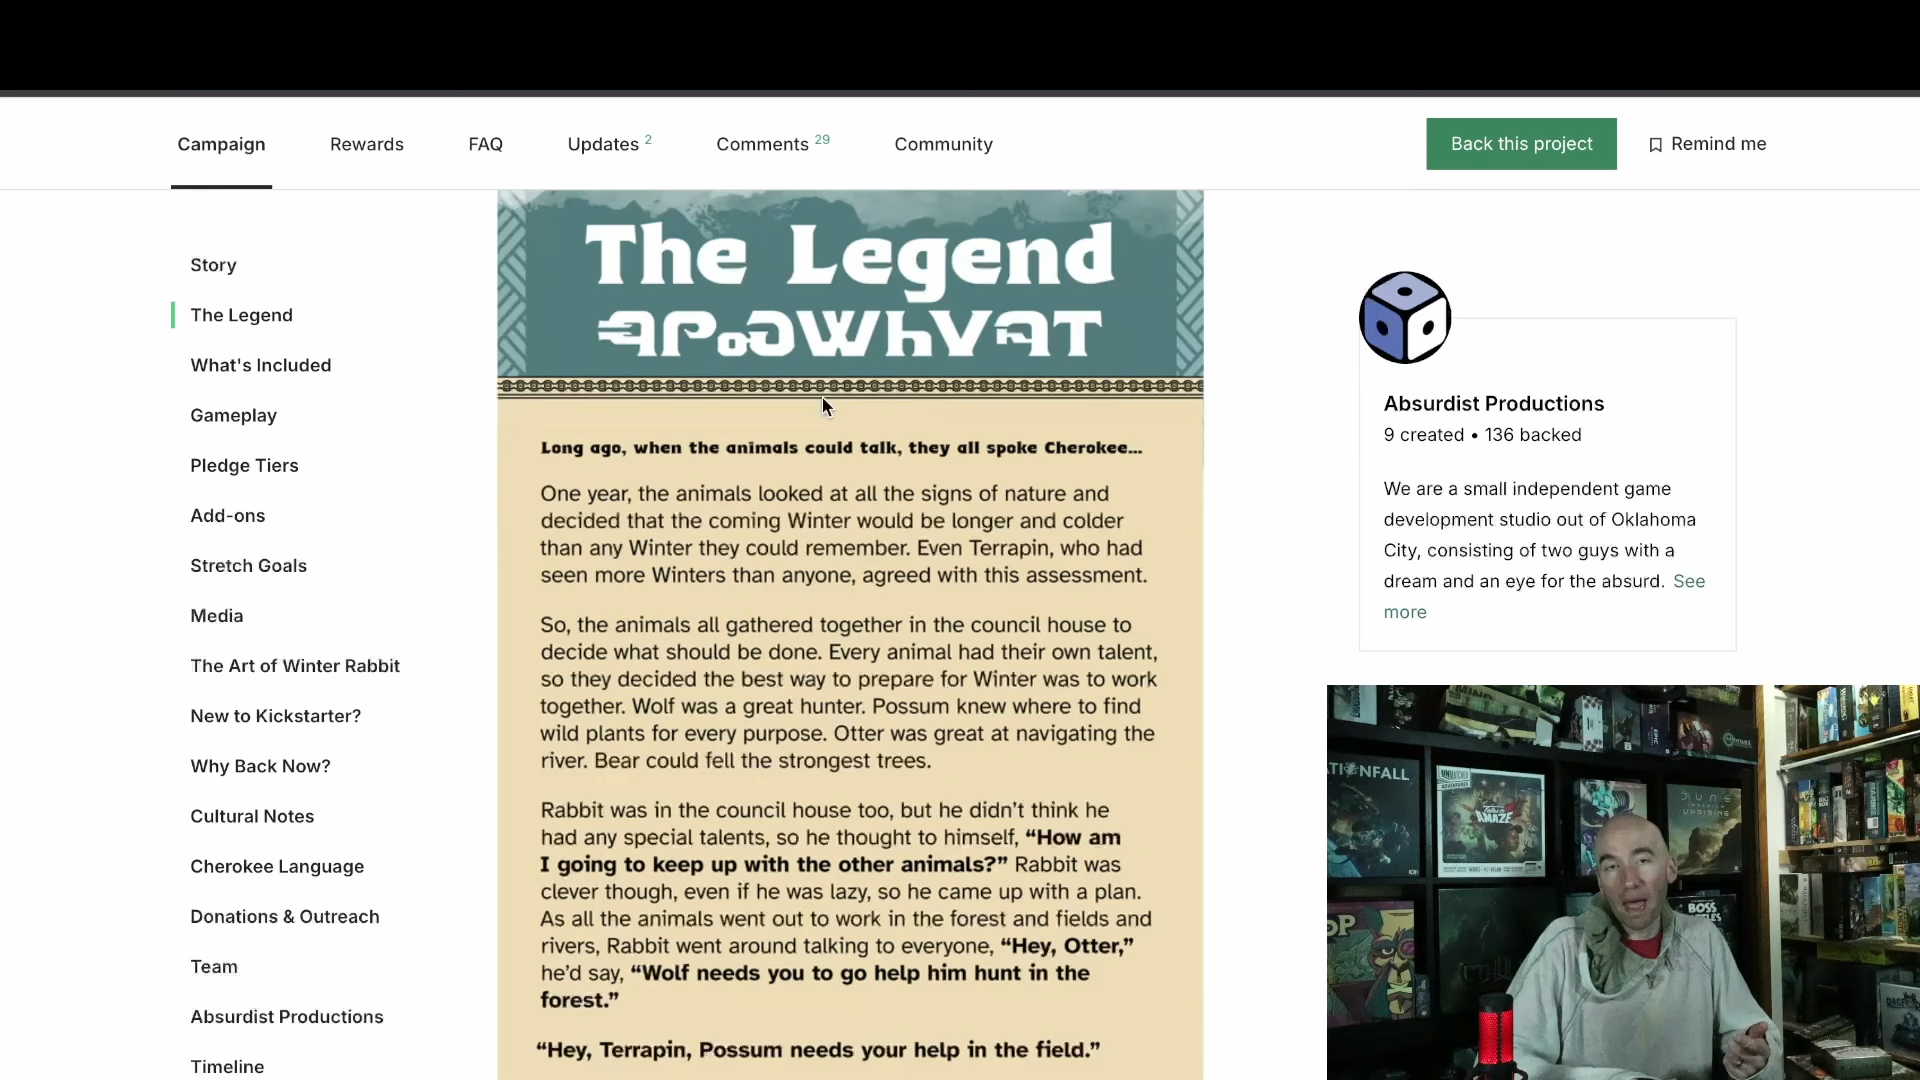 Campaign
Rewards
FAQ
Updates 2
Comments 29
Community
Back this project
Remind me
Story
The Legend
What's Included
Gameplay
Pledge Tiers
Add-ons
Stretch Goals
Media
The Art of Winter Rabbit
New to Kickstarter?
Why Back Now?
Cultural Notes
Cherokee Language
Donations & Outreach
Team
Absurdist Productions
Timeline
The Legend
Long ago, when the animals could talk, they all spoke Cherokee...
One year, the animals looked at all the signs of nature and
decided that the coming Winter would be longer and colder
than any Winter they could remember. Even Terrapin, who had
seen more Winters than anyone, agreed with this assessment.
So, the animals all gathered together in the council house to
decide what should be done. Every animal had their own talent,
so they decided the best way to prepare for Winter was to work
together. Wolf was a great hunter. Possum knew where to find
wild plants for every purpose. Otter was great at navigating the
river. Bear could fell the strongest trees.
Rabbit was in the council house too, but he didn’t think he
had any special talents, so he thought to himself, “How am
I going to keep up with the other animals?” Rabbit was
clever though, even if he was lazy, so he came up with a plan.
As all the animals went out to work in the forest and fields and
rivers, Rabbit went around talking to everyone, “Hey, Otter,”
he’d say, “Wolf needs you to go help him hunt in the
forest.”
“Hey, Terrapin, Possum needs your help in the field.”
Absurdist Productions
9 created • 136 backed
We are a small independent game
development studio out of Oklahoma
City, consisting of two guys with a
dream and an eye for the absurd. See
more
UNMATCHED
ADVENTURES
Tales to
AMAZE
DUNE
UPRISING
BOSS